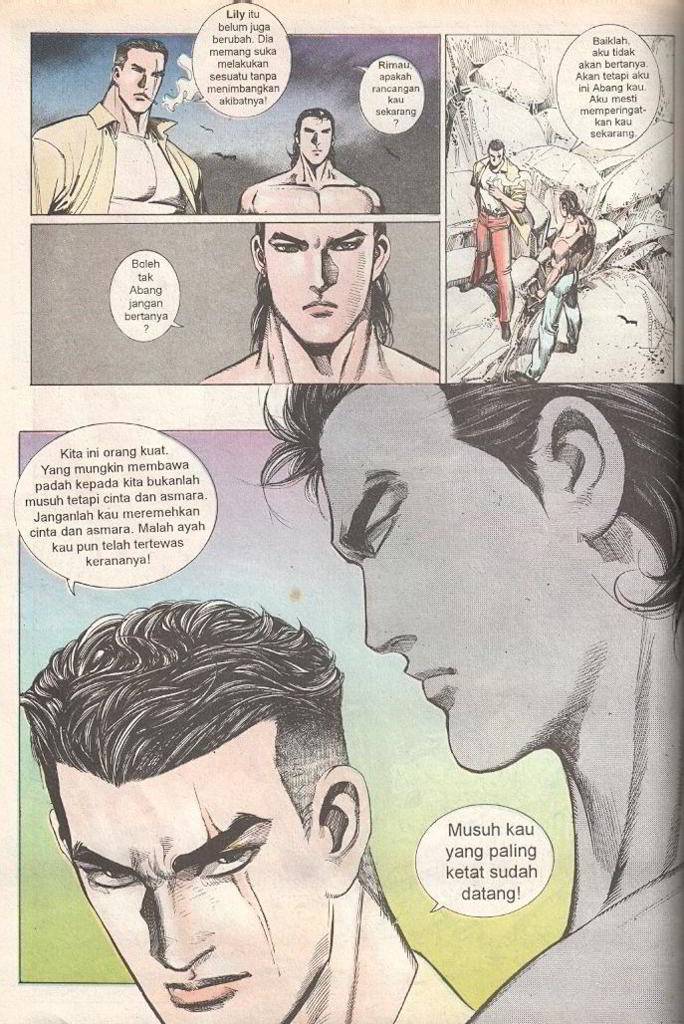 Lily itu
belum juga
berubah. Dia
memang suka
melakukan
sesuatu tanpa
menimbangkan
akibatnya!
Rimau,
apakah
rancangan
kau
sekarang
?
Baiklah,
aku tidak
akan bertanya.
Akan tetapi aku
ini Abang kau.
Aku mesti
memperingat-
kan kau
sekarang.
Boleh
tak
Abang
jangan
bertanya
?
Kita ini orang kuat.
Yang mungkin membawa
padah kepada kita bukanlah
musuh tetapi cinta dan asmara.
Janganlah kau meremehkan
cinta dan asmara. Malah ayah
kau pun telah tertewas
kerananya!
Musuh kau
yang paling
ketat sudah
datang!